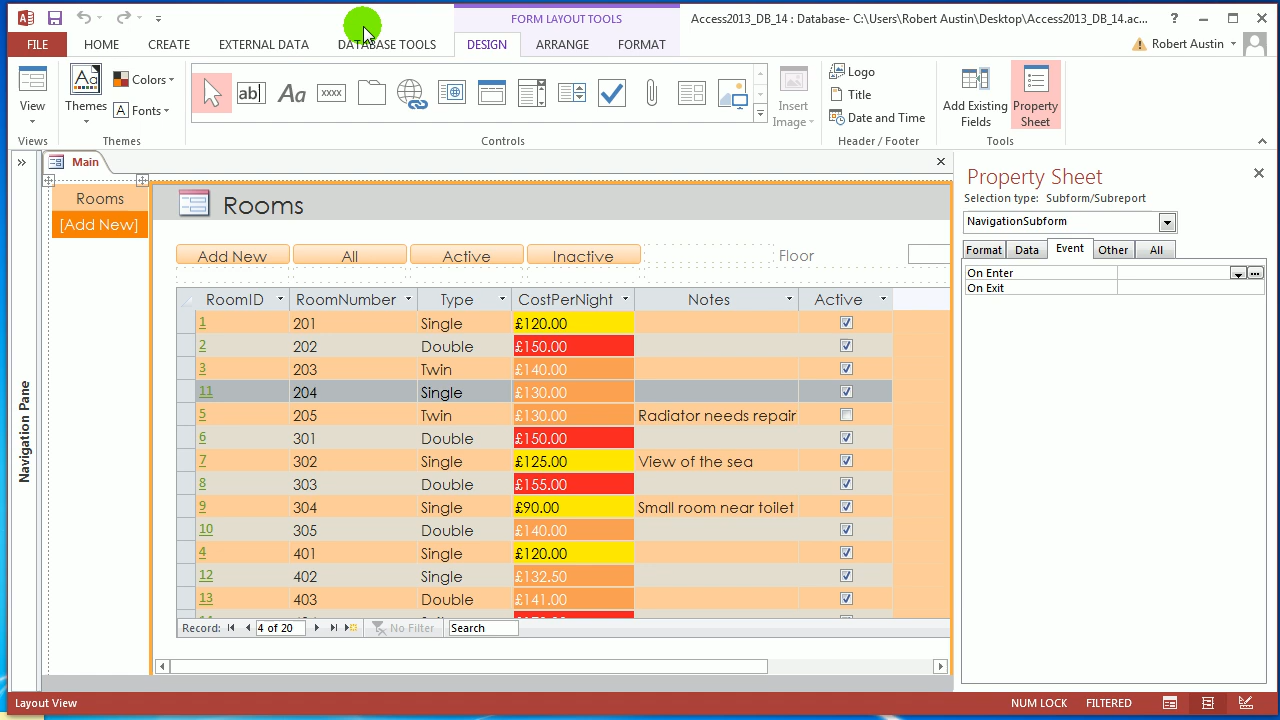 FORM LAYOUT TOOLS
Access2013_DB_14 : Database- C:\Users\Robert Austin\Desktop\Access2013_DB_14.ac...
FILE HOME CREATE EXTERNAL DATA DATABASE TOOLS DESIGN ARRANGE FORMAT Robert Austin
View
Views
Themes
Colors
Fonts
Themes
ab|
Aa
xxxx
Controls
Insert Image
Logo
Title
Date and Time
Header / Footer
Add Existing Fields
Property Sheet
Tools
Navigation Pane
Main
Rooms
[Add New]
Rooms
Add New All Active Inactive Floor
RoomID RoomNumber Type CostPerNight Notes Active
1 201 Single £120.00
2 202 Double £150.00
3 203 Twin £140.00
11 204 Single £130.00
5 205 Twin £130.00 Radiator needs repair
6 301 Double £150.00
7 302 Single £125.00 View of the sea
8 303 Double £155.00
9 304 Single £90.00 Small room near toilet
10 305 Double £140.00
4 401 Single £120.00
12 402 Single £132.50
13 403 Double £141.00
Record: 4 of 20 No Filter Search
Property Sheet
Selection type: Subform/Subreport
NavigationSubform
Format Data Event Other All
On Enter
On Exit
Layout View NUM LOCK FILTERED